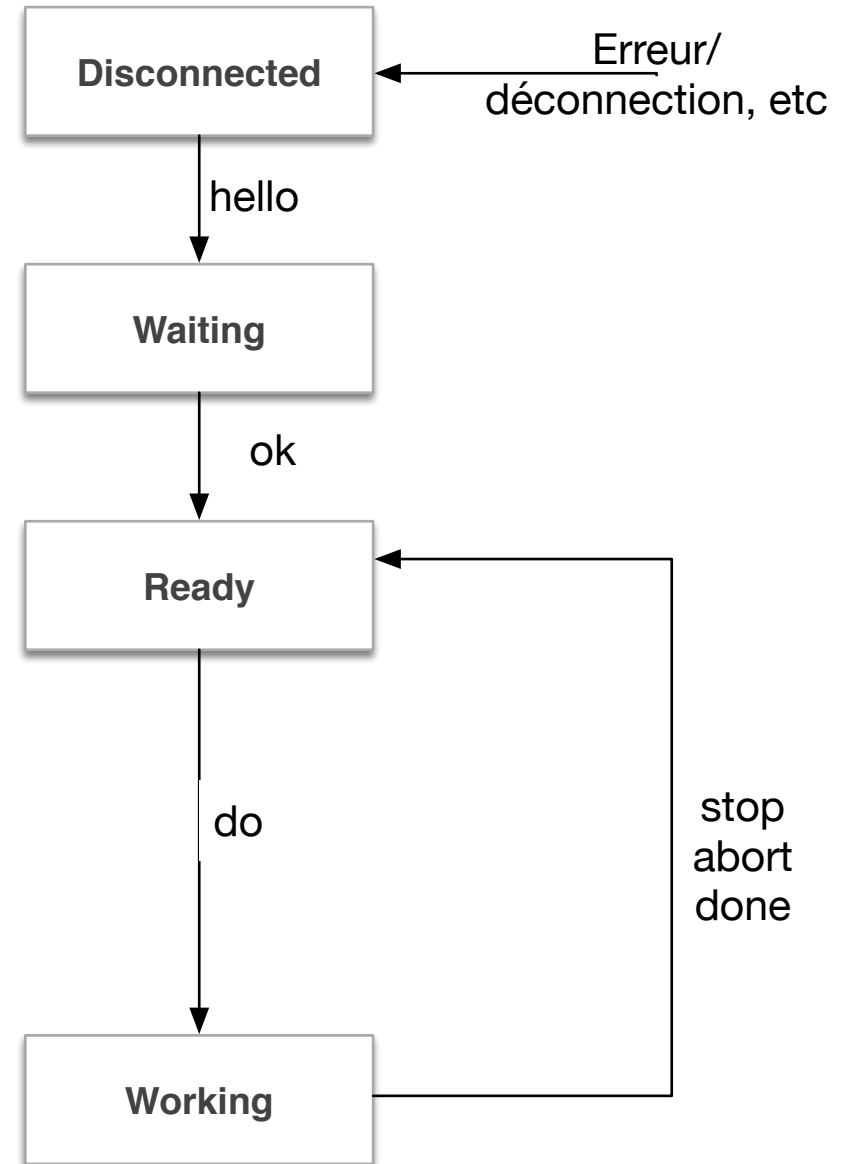 Disconnected
Erreur/
déconnection, etc
hello
Waiting
ok
Ready
do
stop
abort
done
Working